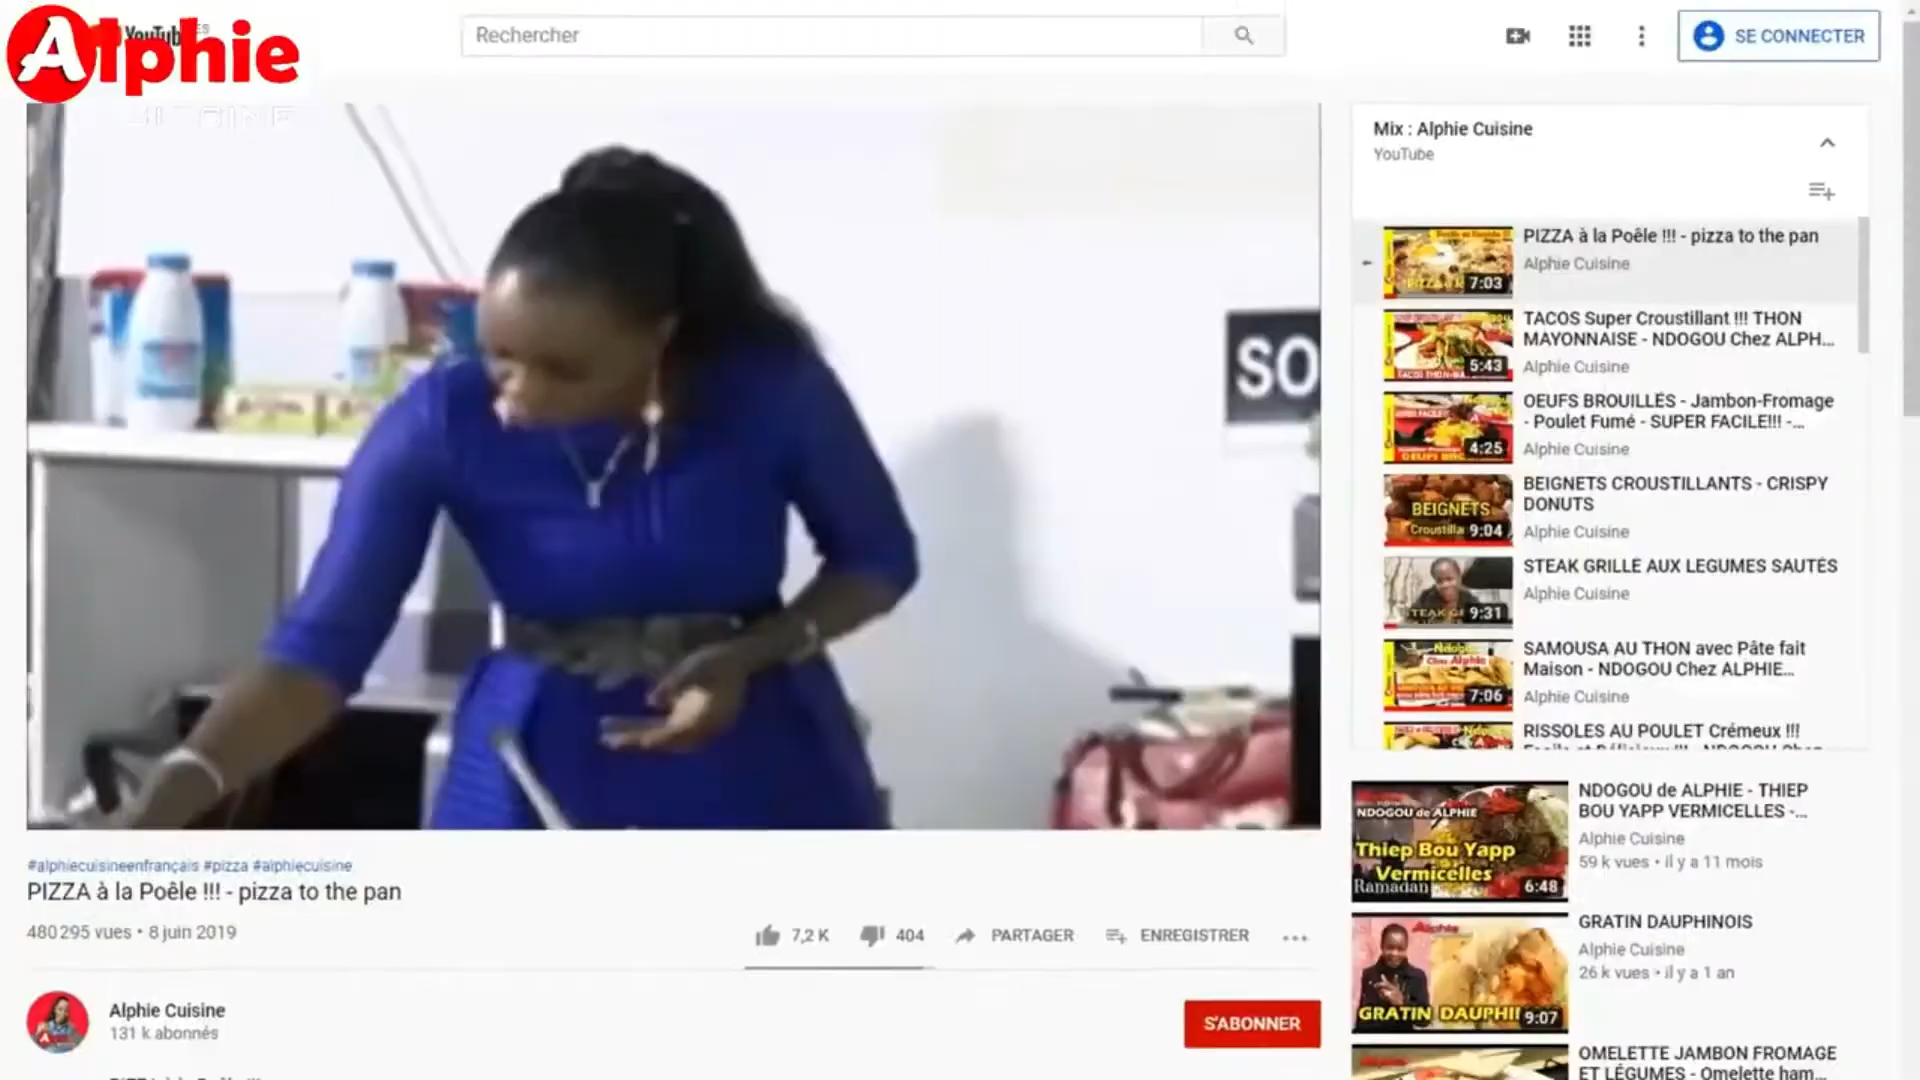 Alphie
YouTube
Rechercher
SE CONNECTER
CUISINE
SO
Mix : Alphie Cuisine
YouTube
PIZZA à la Poêle !!! - pizza to the pan
Alphie Cuisine
7:03
TACOS Super Croustillant !!! THON
MAYONNAISE - NDOGOU Chez ALPH...
Alphie Cuisine
5:43
OEUFS BROUILLÉS - Jambon-Fromage
- Poulet Fumé - SUPER FACILE!!! -...
Alphie Cuisine
4:25
BEIGNETS CROUSTILLANTS - CRISPY
DONUTS
Alphie Cuisine
BEIGNETS
Croustilla
9:04
STEAK GRILLÉ AUX LEGUMES SAUTÉS
Alphie Cuisine
9:31
SAMOUSA AU THON avec Pâte fait
Maison - NDOGOU Chez ALPHIE...
Alphie Cuisine
Chez Alphie
7:06
RISSOLES AU POULET Crémeux !!!
#alphiecuisineenfrançais #pizza #alphiecuisine
PIZZA à la Poêle !!! - pizza to the pan
480 295 vues • 8 juin 2019
7,2 K
404
PARTAGER
ENREGISTRER
Alphie Cuisine
131 k abonnés
S'ABONNER
NDOGOU de ALPHIE - THIEP
BOU YAPP VERMICELLES -...
Alphie Cuisine
59 k vues • il y a 11 mois
NDOGOU de ALPHIE
Thiep Bou Yapp
Vermicelles
Ramadan
6:48
GRATIN DAUPHINOIS
Alphie Cuisine
26 k vues • il y a 1 an
Alphie
GRATIN DAUPHI
9:07
OMELETTE JAMBON FROMAGE
ET LÉGUMES - Omelette ham...